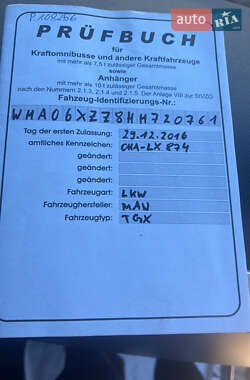 P108266
AUTO RIA
PRÜFBUCH
für
Kraftomnibusse und andere Kraftfahrzeuge
mit mehr als 7,5 t zulässiger Gesamtmasse
sowie
Anhänger
mit mehr als 10 t zulässiger Gesamtmasse
nach den Nummern 2.1.3, 2.1.4 und 2.1.5 Der Anlage VIII zur StVZO
Fahrzeug-Identifizierungs-Nr.:
WMA06XZZ8HM720761
Tag der ersten Zulassung: 29.12.2016
amtliches Kennzeichen: CHA-LX 874
geändert:
geändert:
geändert:
Fahrzeugart: LKW
Fahrzeughersteller: MAN
Fahrzeugtyp: TGX